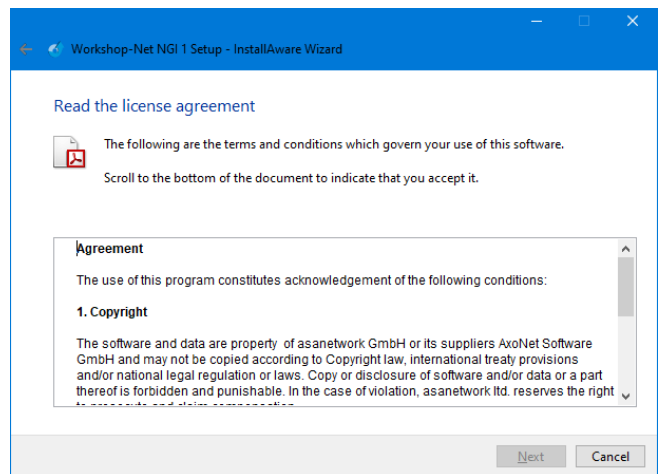 Workshop-Net NGI 1 Setup - InstallAware Wizard
Read the license agreement
The following are the terms and conditions which govern your use of this software.
Scroll to the bottom of the document to indicate that you accept it.
Agreement
The use of this program constitutes acknowledgement of the following conditions:
1. Copyright
The software and data are property of asanetwork GmbH or its suppliers AxoNet Software
GmbH and may not be copied according to Copyright law, international treaty provisions
and/or national legal regulation or laws. Copy or disclosure of software and/or data or a part
thereof is forbidden and punishable. In the case of violation, asanetwork ltd. reserves the right
Next Cancel